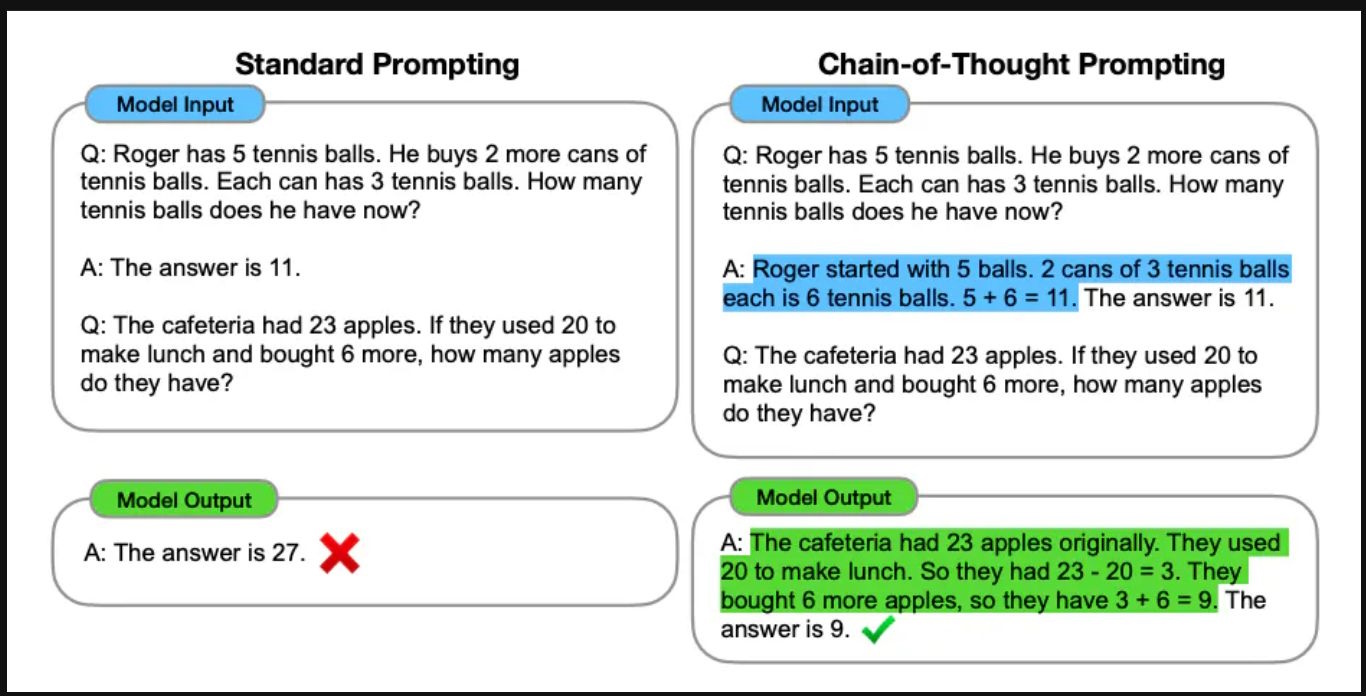 Standard Prompting
Model Input
Q: Roger has 5 tennis balls. He buys 2 more cans of
tennis balls. Each can has 3 tennis balls. How many
tennis balls does he have now?
A: The answer is 11.
Q: The cafeteria had 23 apples. If they used 20 to
make lunch and bought 6 more, how many apples
do they have?
Model Output
A: The answer is 27.
Chain-of-Thought Prompting
Model Input
Q: Roger has 5 tennis balls. He buys 2 more cans of
tennis balls. Each can has 3 tennis balls. How many
tennis balls does he have now?
A: Roger started with 5 balls. 2 cans of 3 tennis balls
each is 6 tennis balls. 5 + 6 = 11. The answer is 11.
Q: The cafeteria had 23 apples. If they used 20 to
make lunch and bought 6 more, how many apples
do they have?
Model Output
A: The cafeteria had 23 apples originally. They used
20 to make lunch. So they had 23 - 20 = 3. They
bought 6 more apples, so they have 3 + 6 = 9. The
answer is 9.